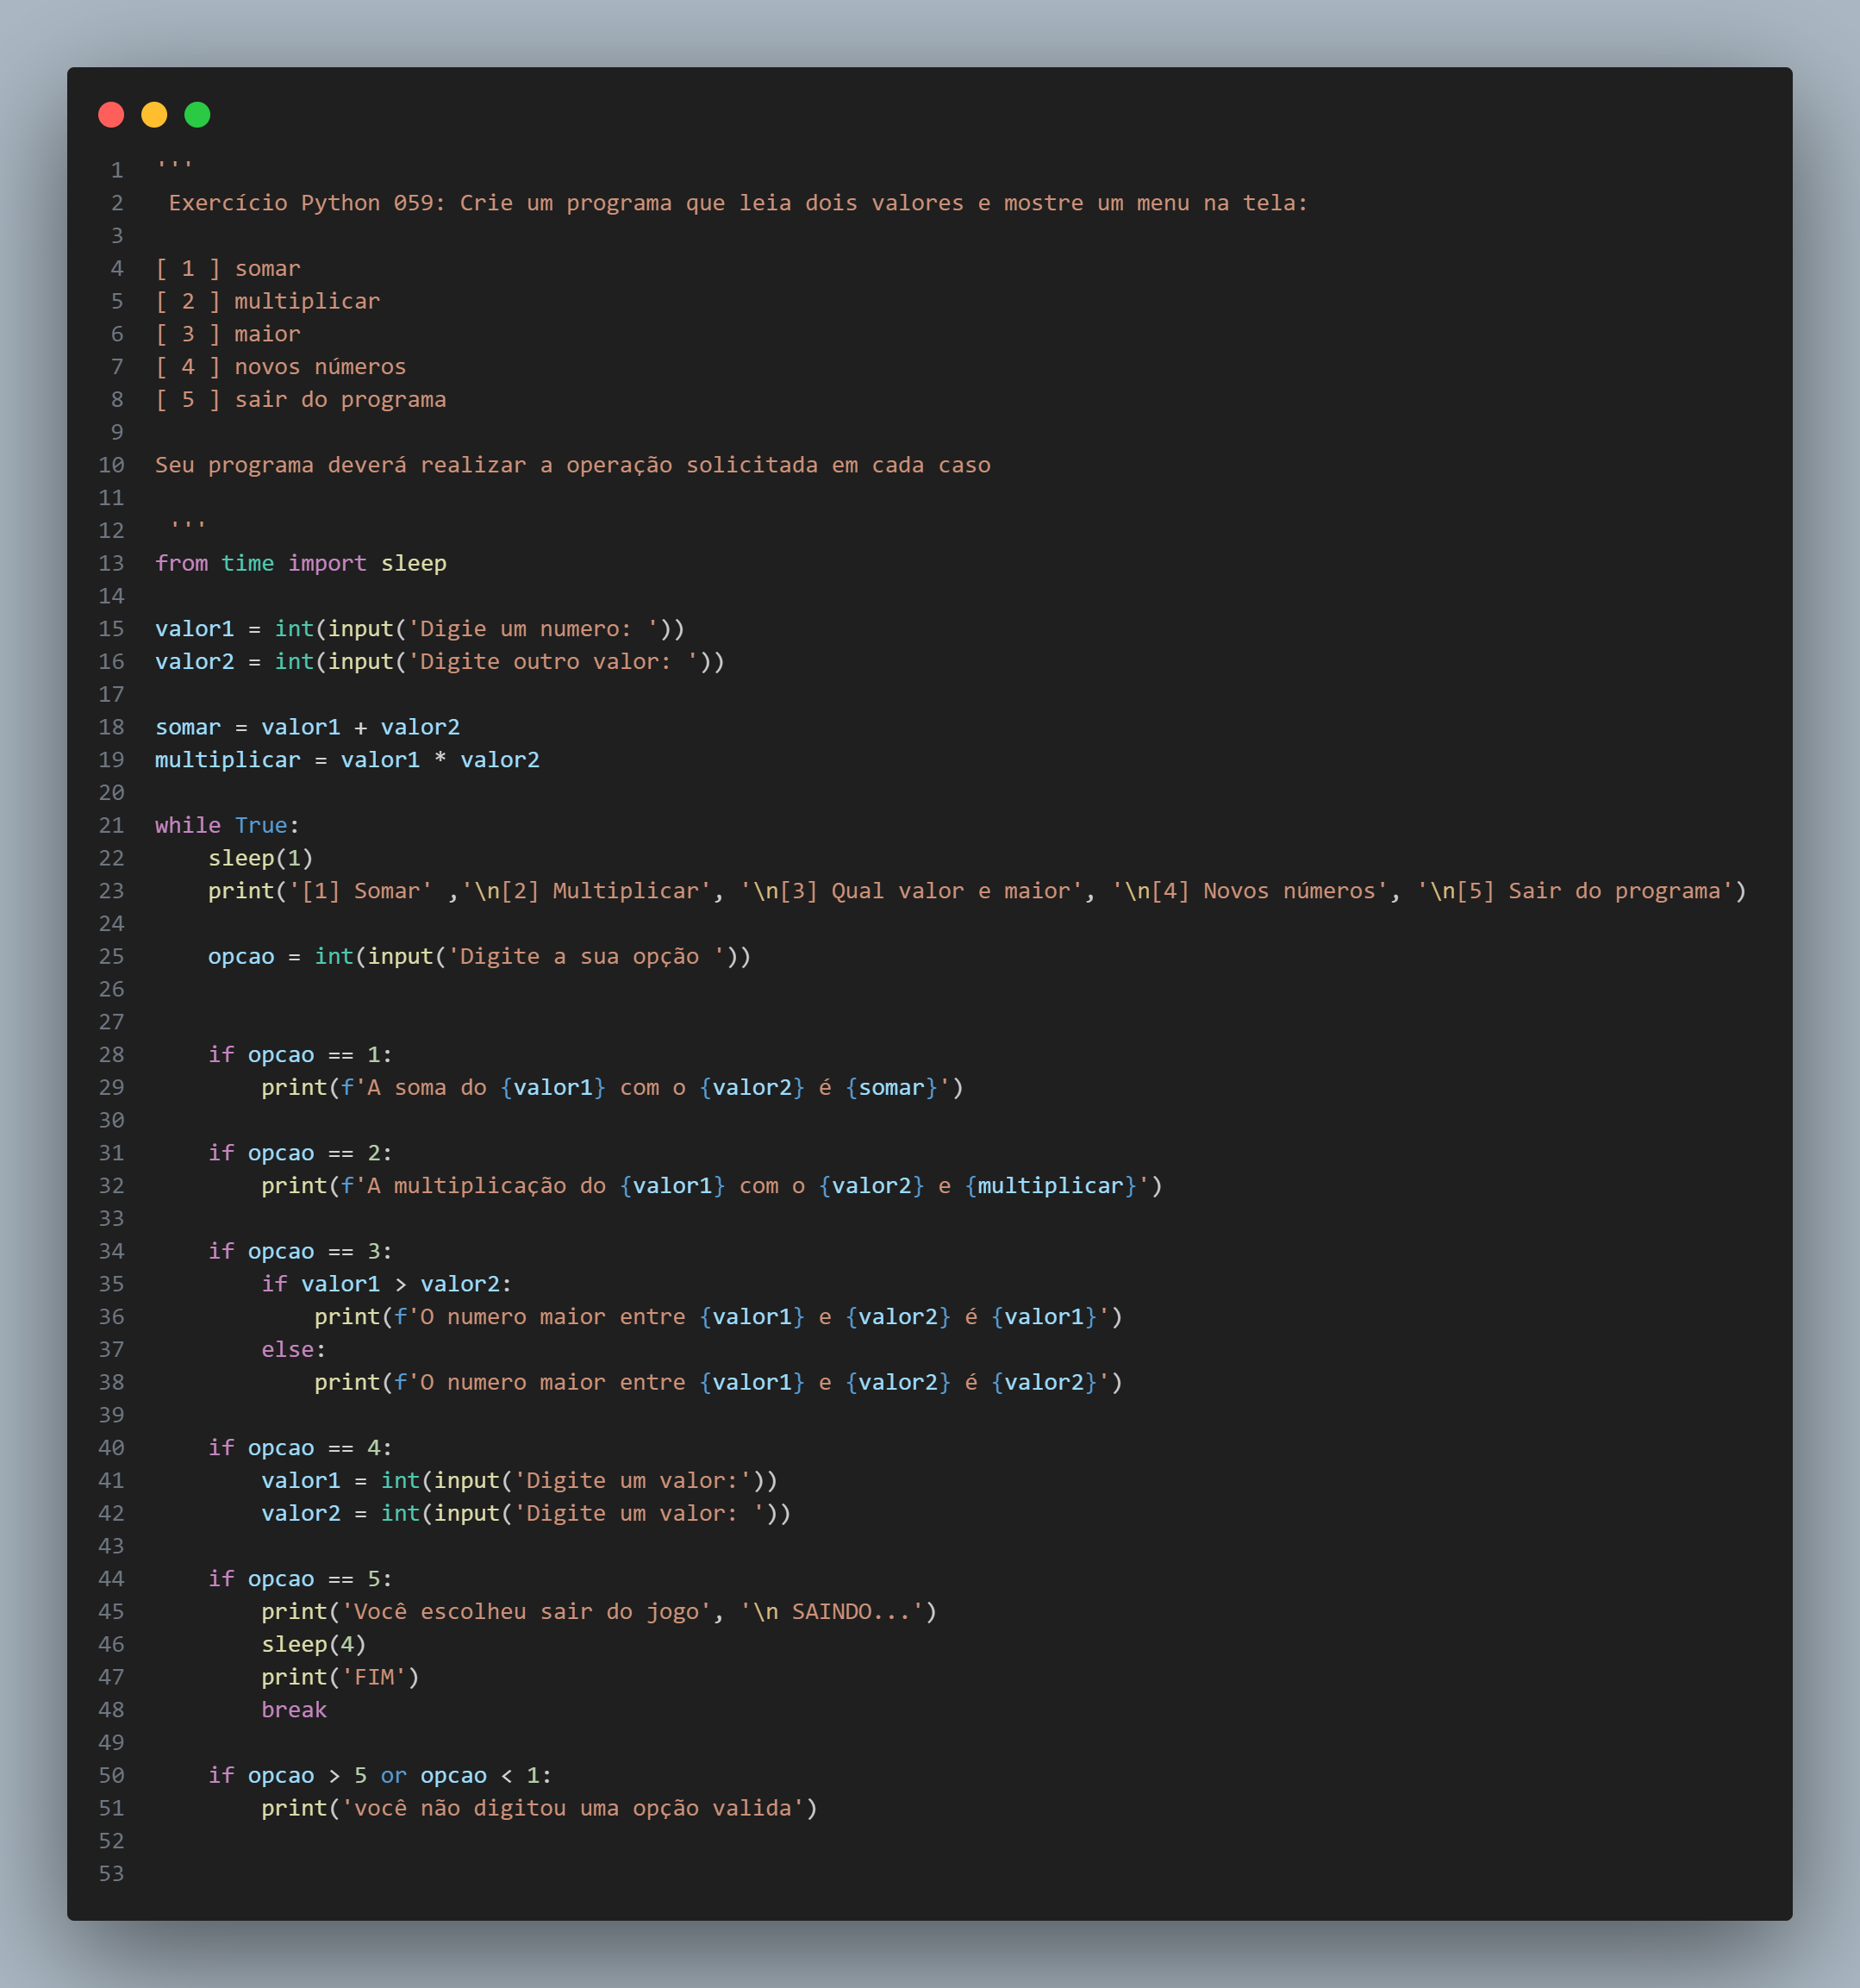 1 '''
2  Exercício Python 059: Crie um programa que leia dois valores e mostre um menu na tela:
3
4 [ 1 ] somar
5 [ 2 ] multiplicar
6 [ 3 ] maior
7 [ 4 ] novos números
8 [ 5 ] sair do programa
9
10 Seu programa deverá realizar a operação solicitada em cada caso
11
12  '''
13 from time import sleep
14
15 valor1 = int(input('Digie um numero: '))
16 valor2 = int(input('Digite outro valor: '))
17
18 somar = valor1 + valor2
19 multiplicar = valor1 * valor2
20
21 while True:
22     sleep(1)
23     print('[1] Somar' ,'\n[2] Multiplicar', '\n[3] Qual valor e maior', '\n[4] Novos números', '\n[5] Sair do programa')
24
25     opcao = int(input('Digite a sua opção '))
26
27
28     if opcao == 1:
29         print(f'A soma do {valor1} com o {valor2} é {somar}')
30
31     if opcao == 2:
32         print(f'A multiplicação do {valor1} com o {valor2} e {multiplicar}')
33
34     if opcao == 3:
35         if valor1 > valor2:
36             print(f'O numero maior entre {valor1} e {valor2} é {valor1}')
37         else:
38             print(f'O numero maior entre {valor1} e {valor2} é {valor2}')
39
40     if opcao == 4:
41         valor1 = int(input('Digite um valor:'))
42         valor2 = int(input('Digite um valor: '))
43
44     if opcao == 5:
45         print('Você escolheu sair do jogo', '\n SAINDO...')
46         sleep(4)
47         print('FIM')
48         break
49
50     if opcao > 5 or opcao < 1:
51         print('você não digitou uma opção valida')
52
53